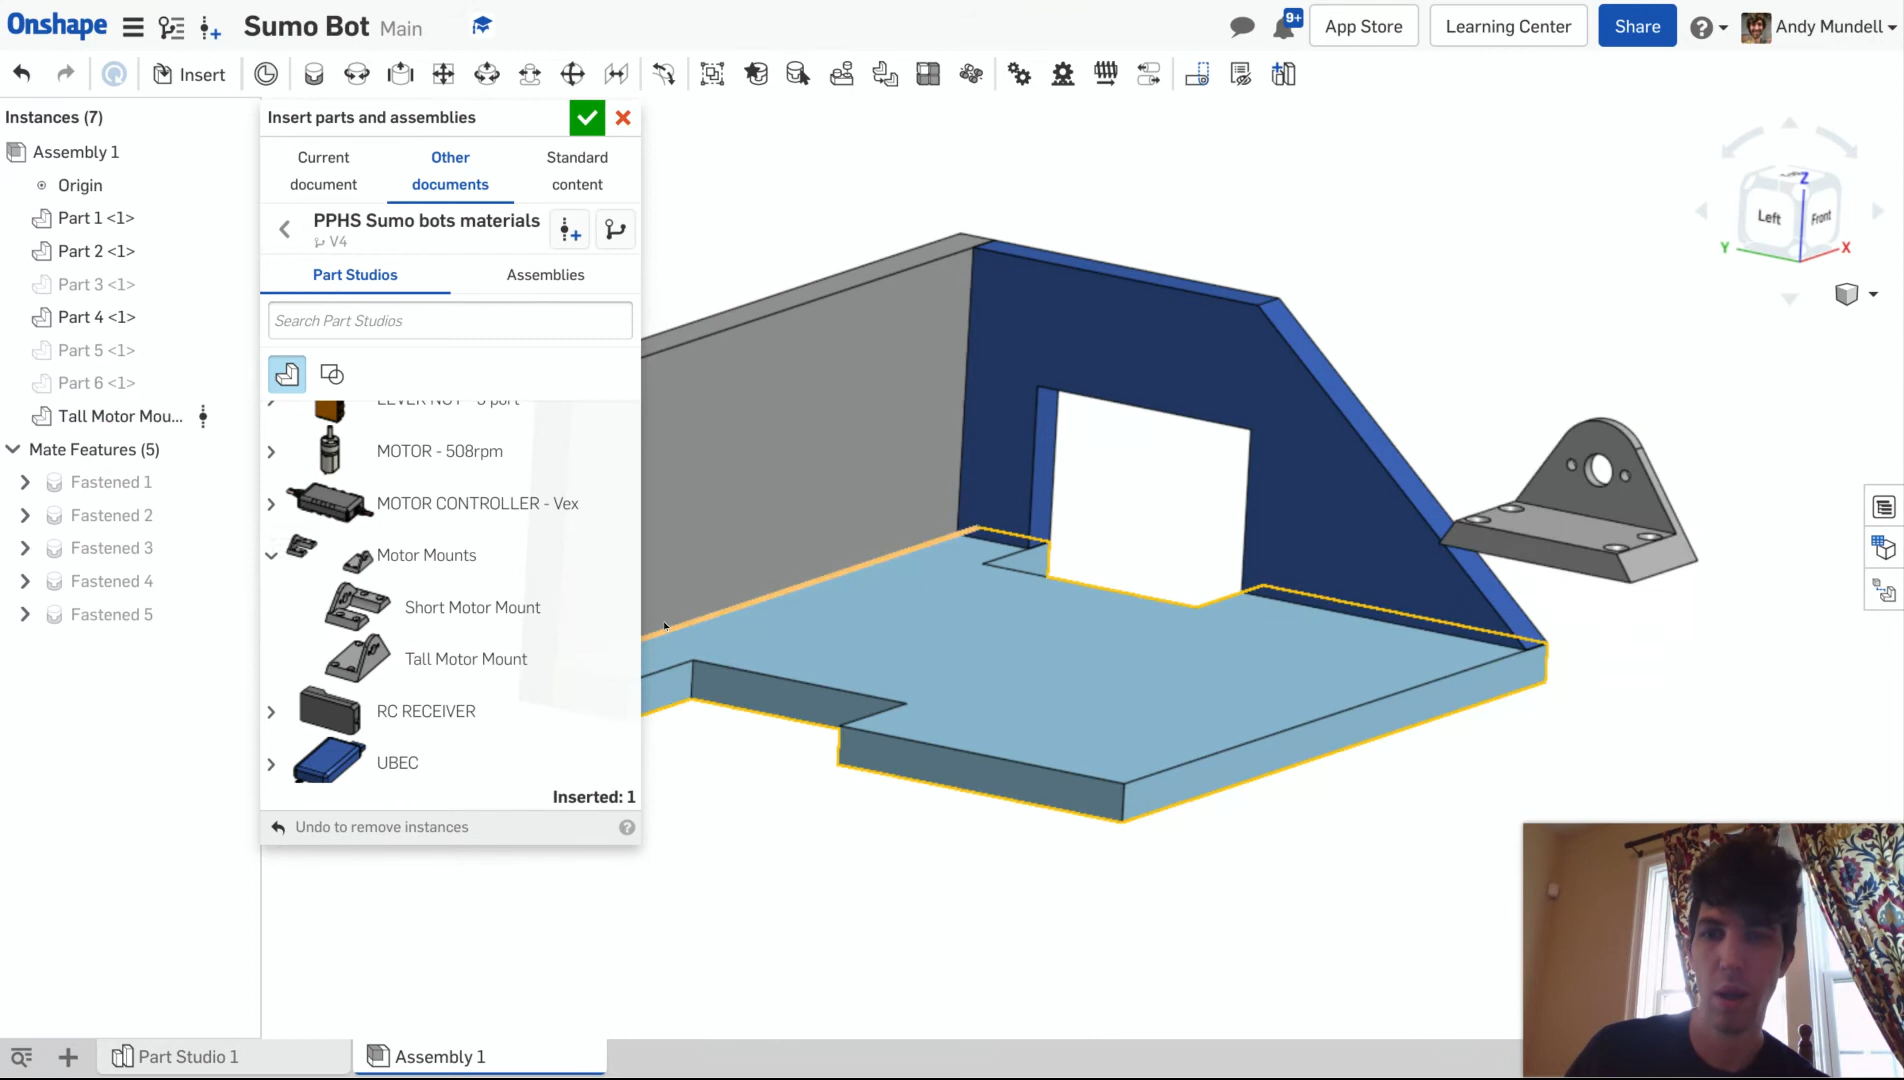 Onshape
Sumo Bot Main
9+
App Store
Learning Center
Share
Andy Mundell
Insert
Instances (7)
Assembly 1
Origin
Part 1 <1>
Part 2 <1>
Part 3 <1>
Part 4 <1>
Part 5 <1>
Part 6 <1>
Tall Motor Mou...
Mate Features (5)
Fastened 1
Fastened 2
Fastened 3
Fastened 4
Fastened 5
Insert parts and assemblies
Current document
Other documents
Standard content
PPHS Sumo bots materials
V4
Part Studios
Assemblies
Search Part Studios
LEVER NUT - 3 port
MOTOR - 508rpm
MOTOR CONTROLLER - Vex
Motor Mounts
Short Motor Mount
Tall Motor Mount
RC RECEIVER
UBEC
Inserted: 1
Undo to remove instances
Z
Left
Front
Y
X
Part Studio 1
Assembly 1